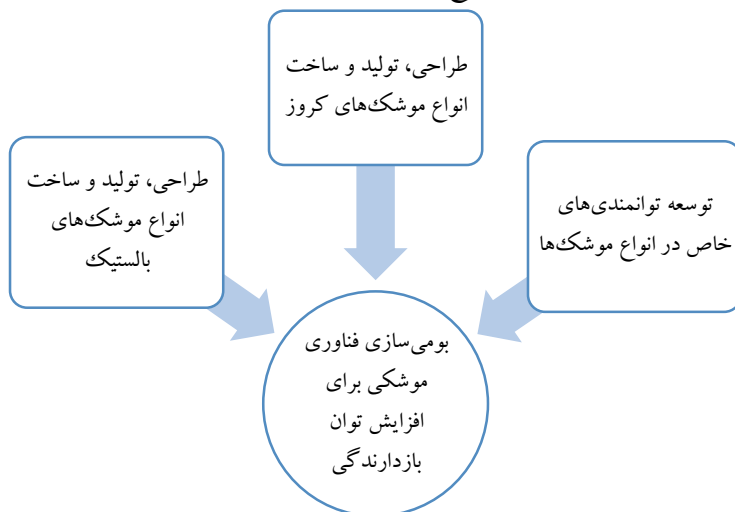 طراحی، تولید و ساخت
انواع موشک‌های کروز
توسعه توانمندی‌های
خاص در انواع موشک‌ها
طراحی، تولید و ساخت
انواع موشک‌های
بالستیک
بومی‌سازی فناوری
موشکی برای
افزایش توان
بازدارندگی